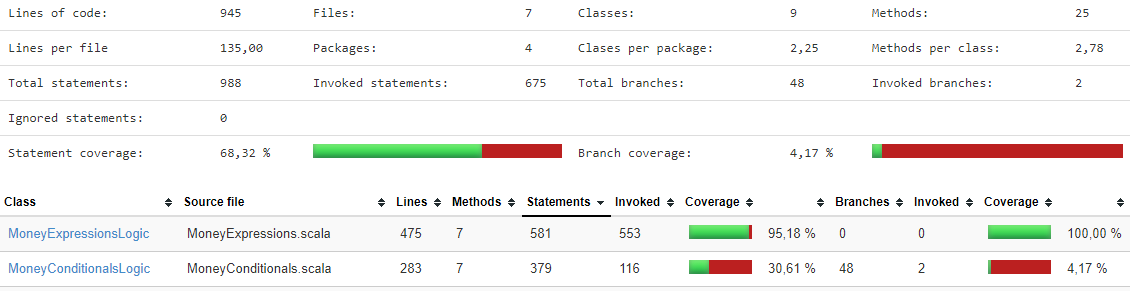 Lines of code: 945 Files: 7 Classes: 9 Methods: 25
Lines per file 135,00 Packages: 4 Clases per package: 2,25 Methods per class: 2,78
Total statements: 988 Invoked statements: 675 Total branches: 48 Invoked branches: 2
Ignored statements: 0
Statement coverage: 68,32 % Branch coverage: 4,17 %
Class Source file Lines Methods Statements Invoked Coverage Branches Invoked Coverage
MoneyExpressionsLogic MoneyExpressions.scala 475 7 581 553 95,18 % 0 0 100,00 %
MoneyConditionalsLogic MoneyConditionals.scala 283 7 379 116 30,61 % 48 2 4,17 %